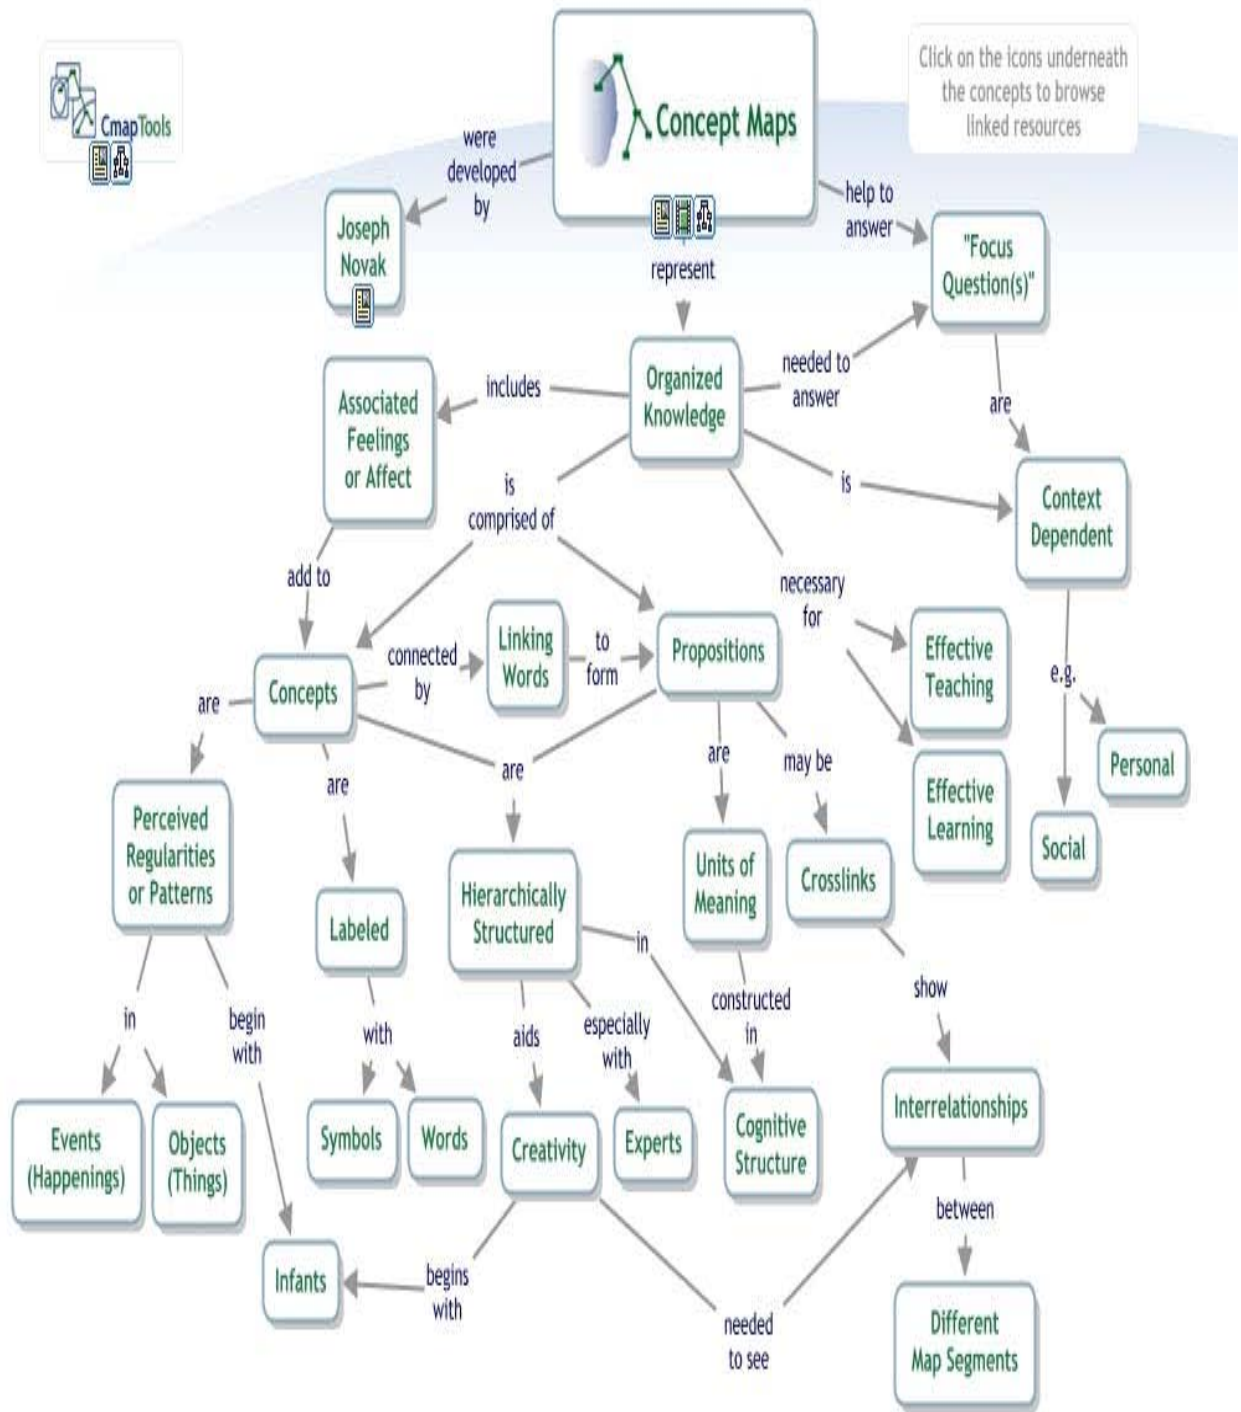 CmapTools
Concept Maps
Click on the icons underneath
the concepts to browse
linked resources
were
developed
by
help to
answer
Joseph
Novak
represent
"Focus
Question(s)"
Associated
Feelings
or Affect
includes
Organized
Knowledge
needed to
answer
are
is
comprised of
is
Context
Dependent
add to
necessary
for
Concepts
connected
by
Linking
Words
to
form
Propositions
Effective
Teaching
e.g.
are
are
are
are
may be
Effective
Learning
Personal
Social
Perceived
Regularities
or Patterns
Labeled
Hierarchically
Structured
Units of
Meaning
Crosslinks
in
begin
with
with
aids
especially
with
in
constructed
in
show
Events
(Happenings)
Objects
(Things)
Symbols
Words
Creativity
Experts
Cognitive
Structure
Interrelationships
between
Infants
begins
with
needed
to see
Different
Map Segments